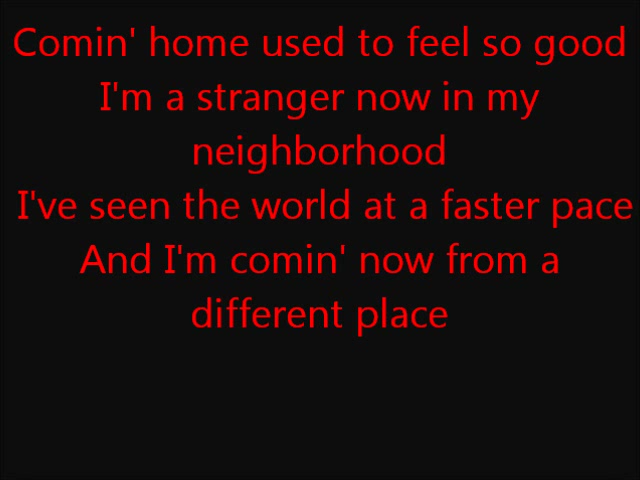 Comin' home used to feel so good
I'm a stranger now in my
neighborhood
I've seen the world at a faster pace
And I'm comin' now from a
different place